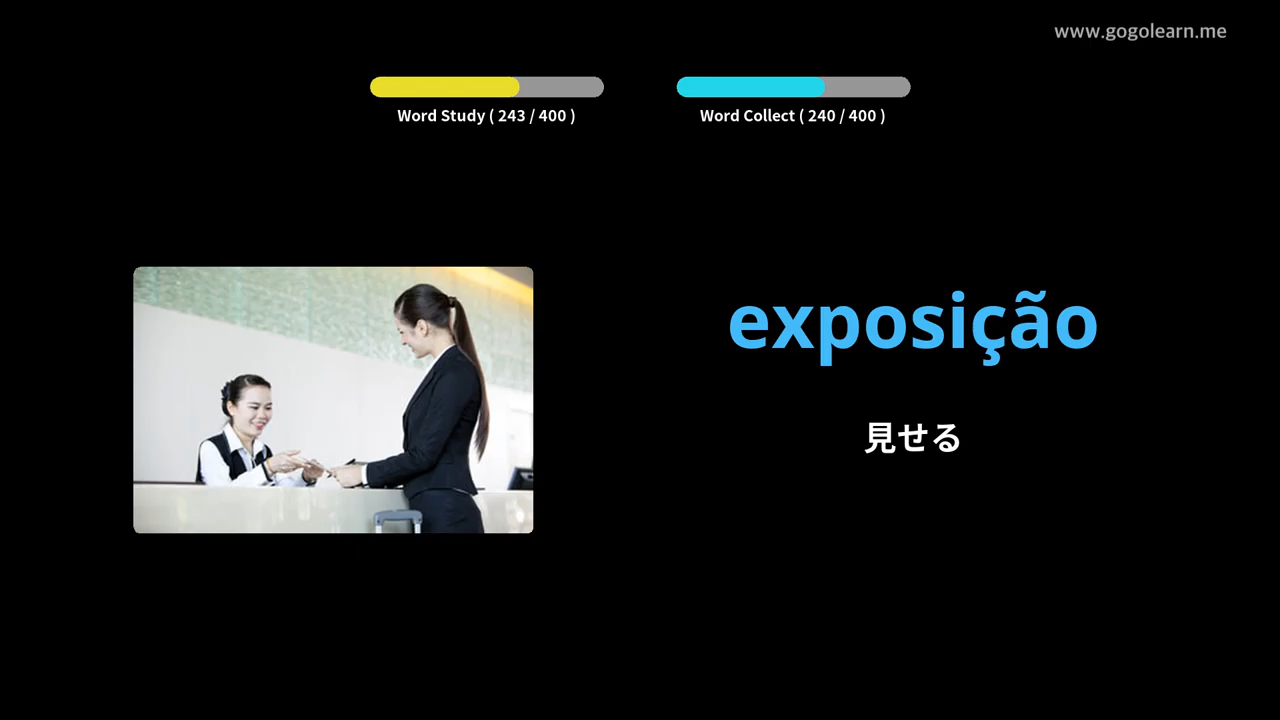 www.gogolearn.me
Word Study ( 243 / 400 )
Word Collect ( 240 / 400 )
exposição
見せる